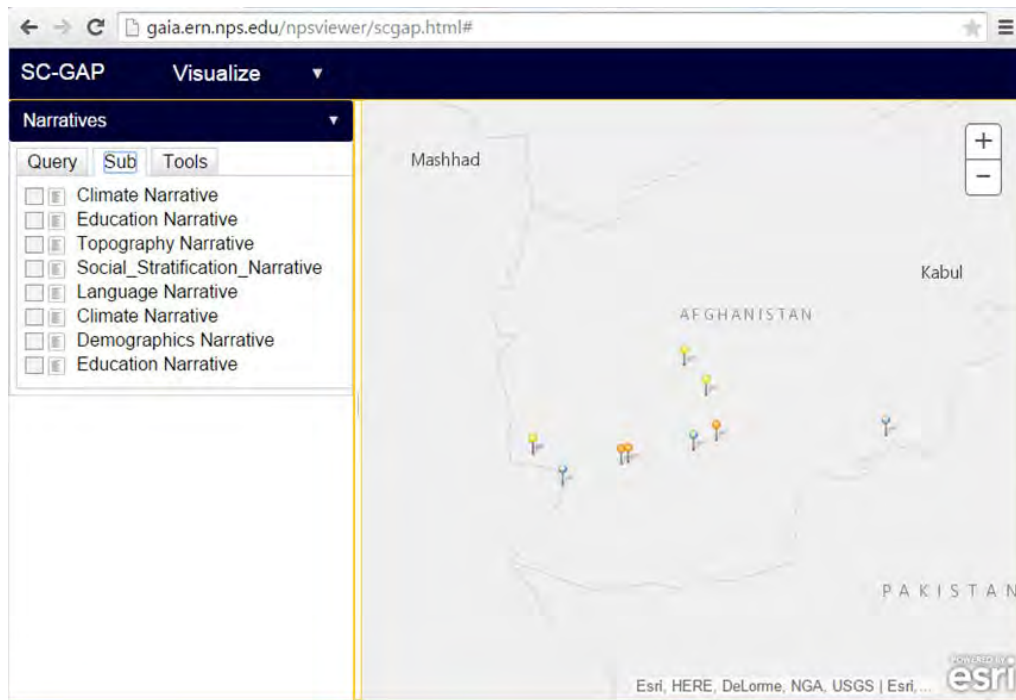 gaia.ern.nps.edu/npsviewer/scgap.html#
SC-GAP Visualize ▼
Narratives ▼
Query Sub Tools
Climate Narrative
Education Narrative
Topography Narrative
Social_Stratification_Narrative
Language Narrative
Climate Narrative
Demographics Narrative
Education Narrative
+
−
Mashhad
Kabul
AFGHANISTAN
PAKISTAN
POWERED BY
esri
Esri, HERE, DeLorme, NGA, USGS | Esri,...